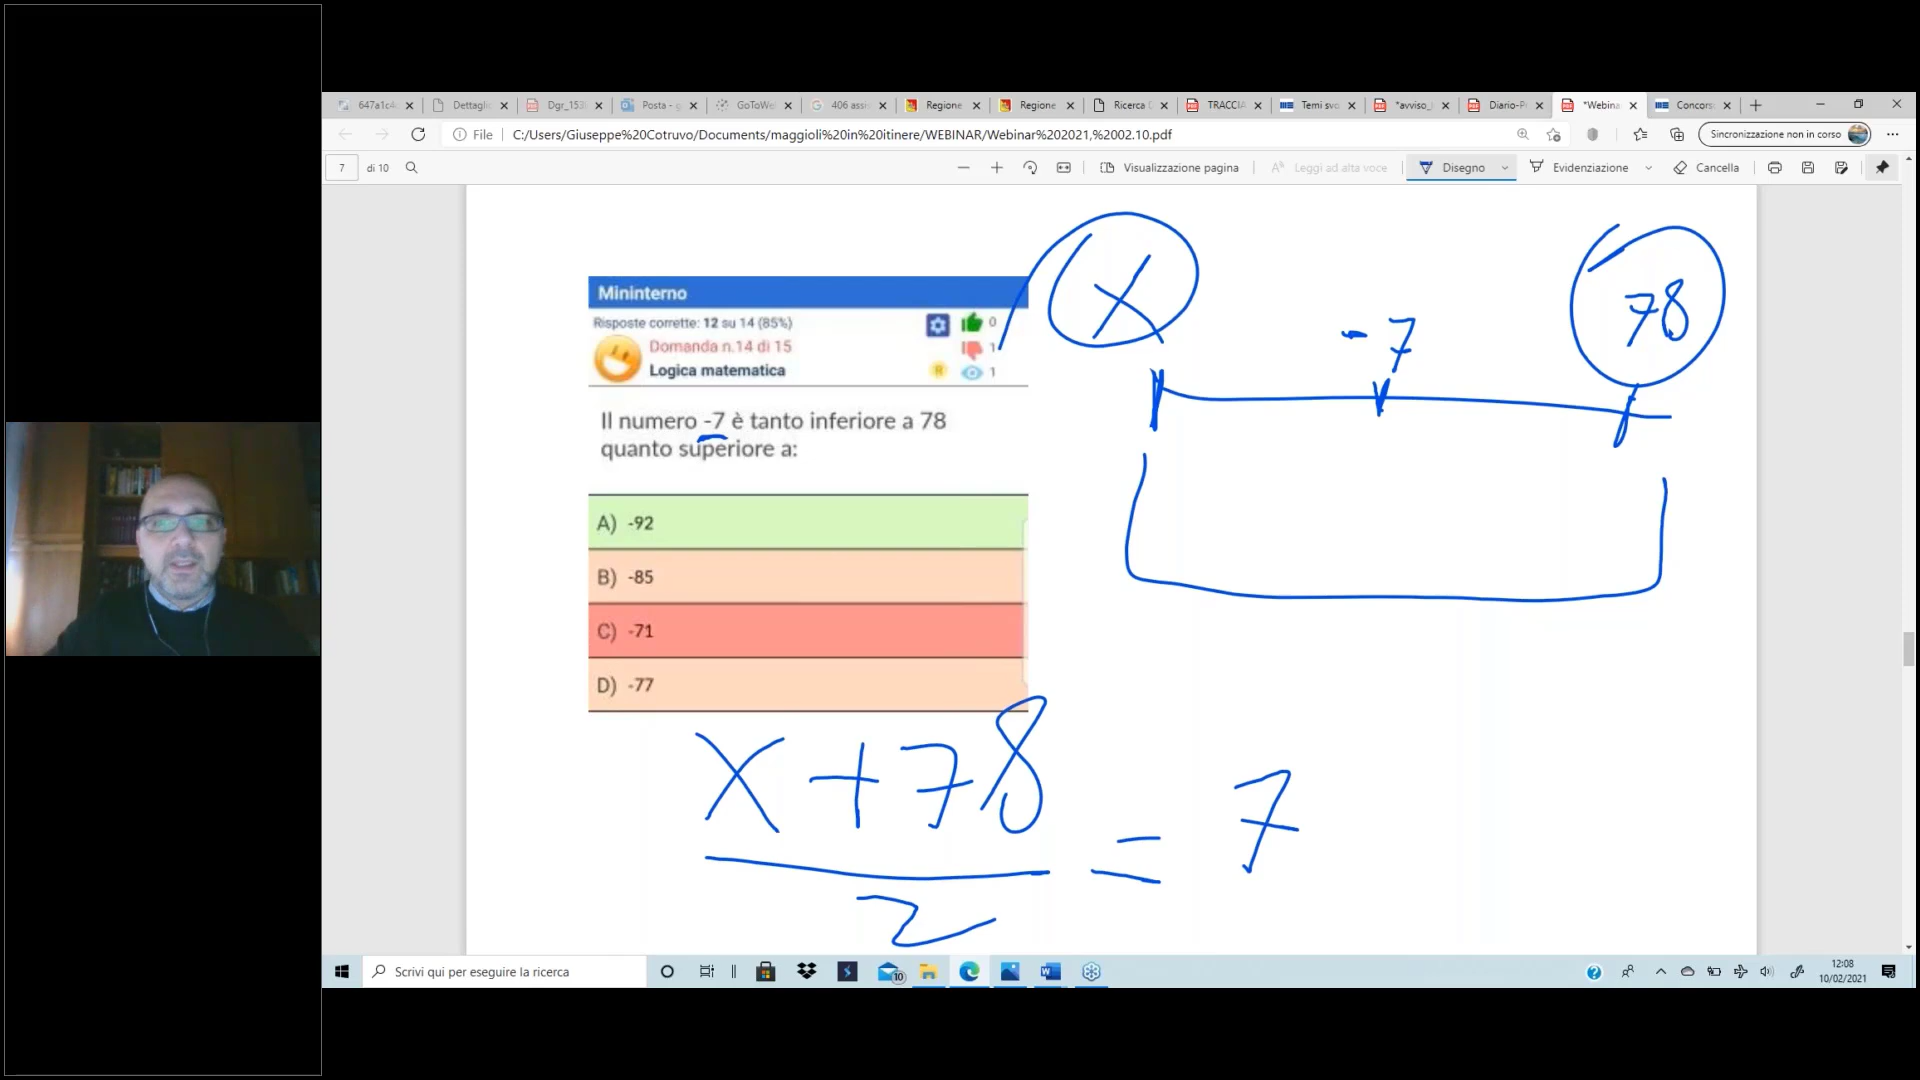 647a1c4 Dettagl Dgr_153 Posta - g GoToWe 406 assi Regione Regione Ricerca TRACCIA Temi svo *avviso_ Diario-P *Webina Concors
File C:/Users/Giuseppe%20Cotruvo/Documents/maggioli%20in%20itinere/WEBINAR/Webinar%202021,%2002.10.pdf Sincronizzazione non in corso
7 di 10 Visualizzazione pagina Leggi ad alta voce Disegno Evidenziazione Cancella
X
78
-7
Mininterno
Risposte corrette: 12 su 14 (85%) 0
Domanda n.14 di 15 1
Logica matematica R 1
Il numero -7 è tanto inferiore a 78
quanto superiore a:
A) -92
B) -85
C) -71
D) -77
x+78
= 7
2
Scrivi qui per eseguire la ricerca 10 12:08
10/02/2021